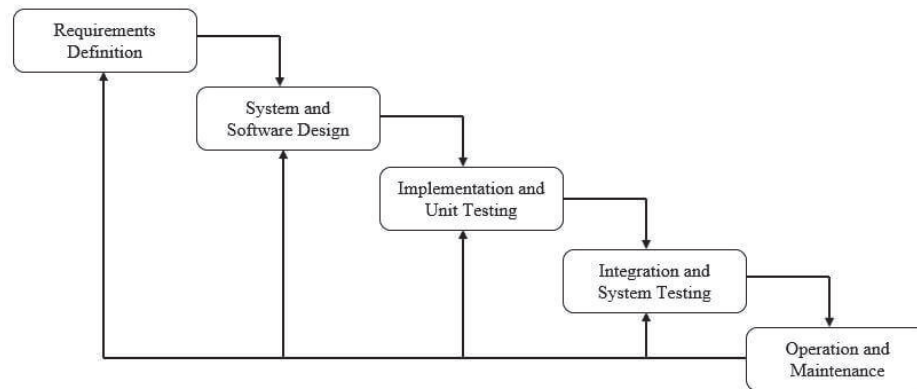 Requirements
Definition
System and
Software Design
Implementation and
Unit Testing
Integration and
System Testing
Operation and
Maintenance